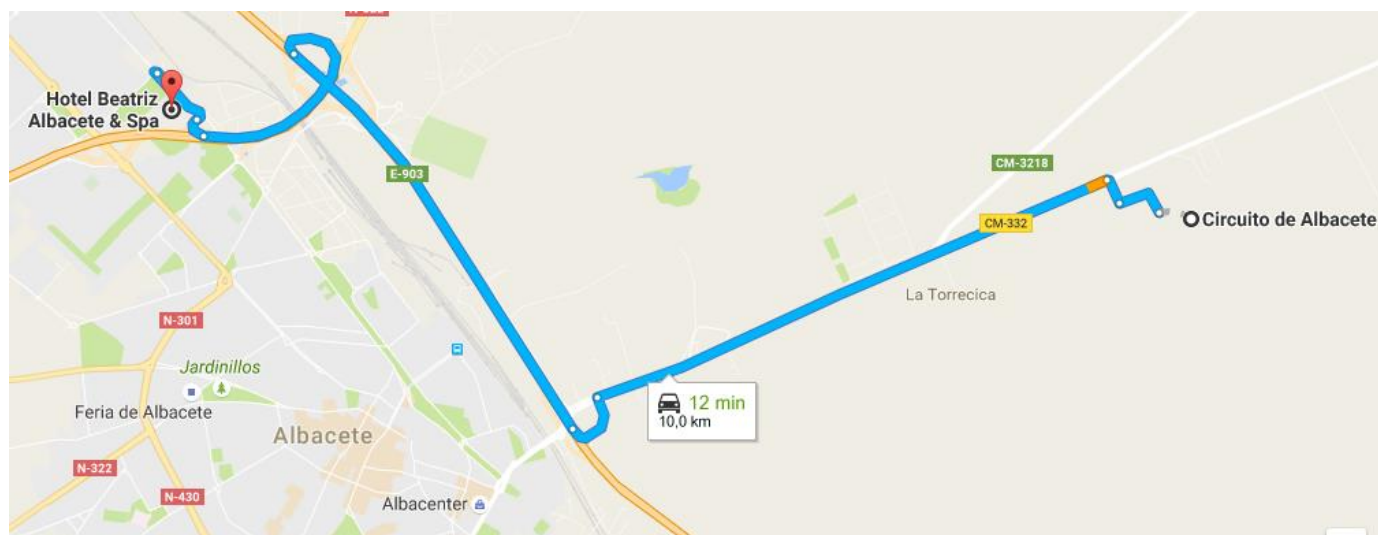 Hotel Beatriz
Albacete & Spa
E-903
CM-3218
CM-332
Circuito de Albacete
La Torrecica
N-301
Jardinillos
Feria de Albacete
12 min
10,0 km
Albacete
N-322
N-430
Albacenter